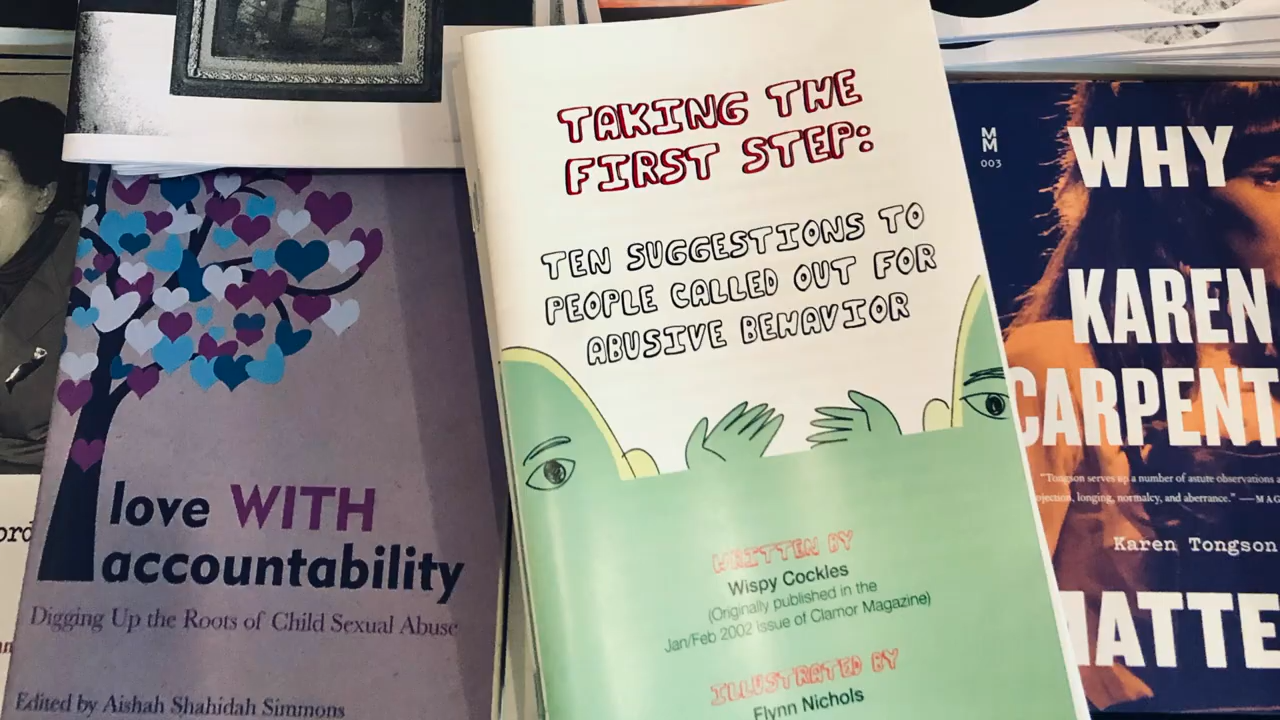 TAKING THE
FIRST STEP:
TEN SUGGESTIONS TO
PEOPLE CALLED OUT FOR
ABUSIVE BEHAVIOR
WRITTEN BY
Wispy Cockles
(Originally published in the
Jan/Feb 2002 issue of Clamor Magazine)
ILLUSTRATED BY
Flynn Nichols
love WITH
accountability
Digging Up the Roots of Child Sexual Abuse
Edited by Aishah Shahidah Simmons
M
M
003
WHY
KAREN
CARPENT
"Tongson serves up a number of astute observations
longing, normalcy, and aberrance." —MAG
Karen Tongson
MATTE